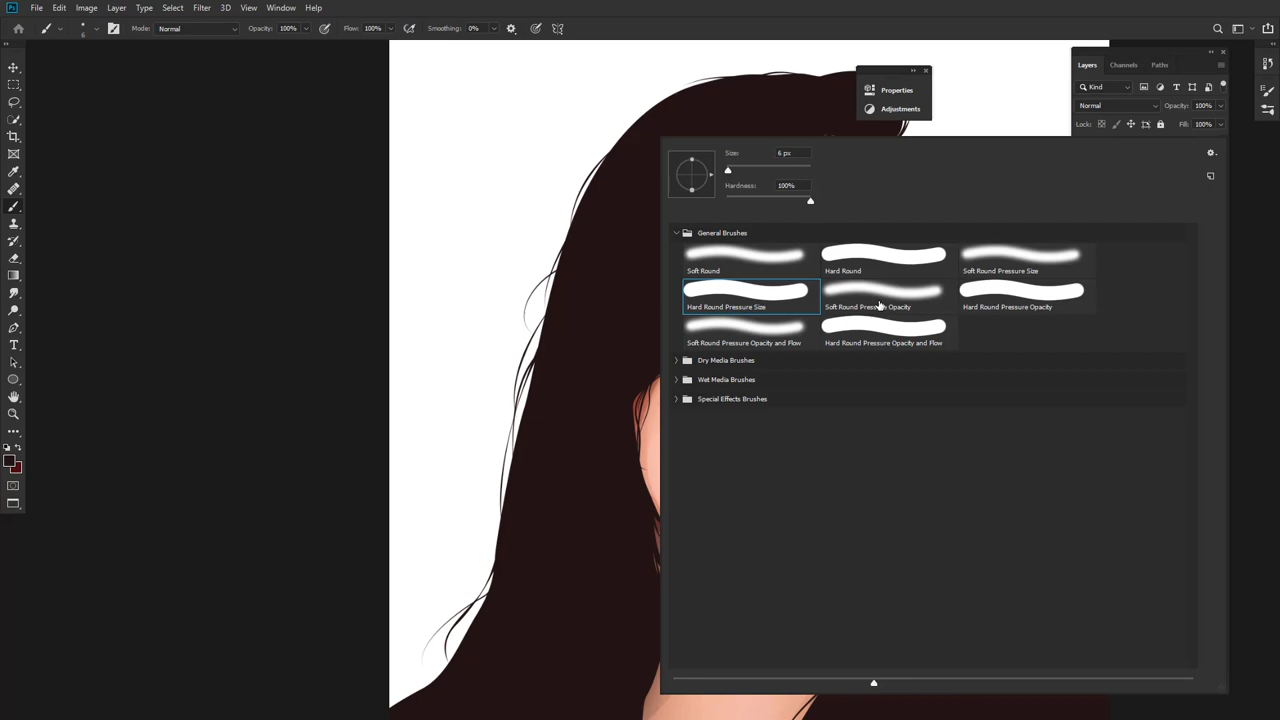 Ps File Edit Image Layer Type Select Filter 3D View Window Help
6 Mode: Normal Opacity: 100% Flow: 100% Smoothing: 0%
Layers Channels Paths
Kind
Normal Opacity: 100%
Lock: Fill: 100%
Properties
Adjustments
Size: 6 px
Hardness: 100%
General Brushes
Soft Round Hard Round Soft Round Pressure Size
Hard Round Pressure Size Soft Round Pressure Opacity Hard Round Pressure Opacity
Soft Round Pressure Opacity and Flow Hard Round Pressure Opacity and Flow
Dry Media Brushes
Wet Media Brushes
Special Effects Brushes